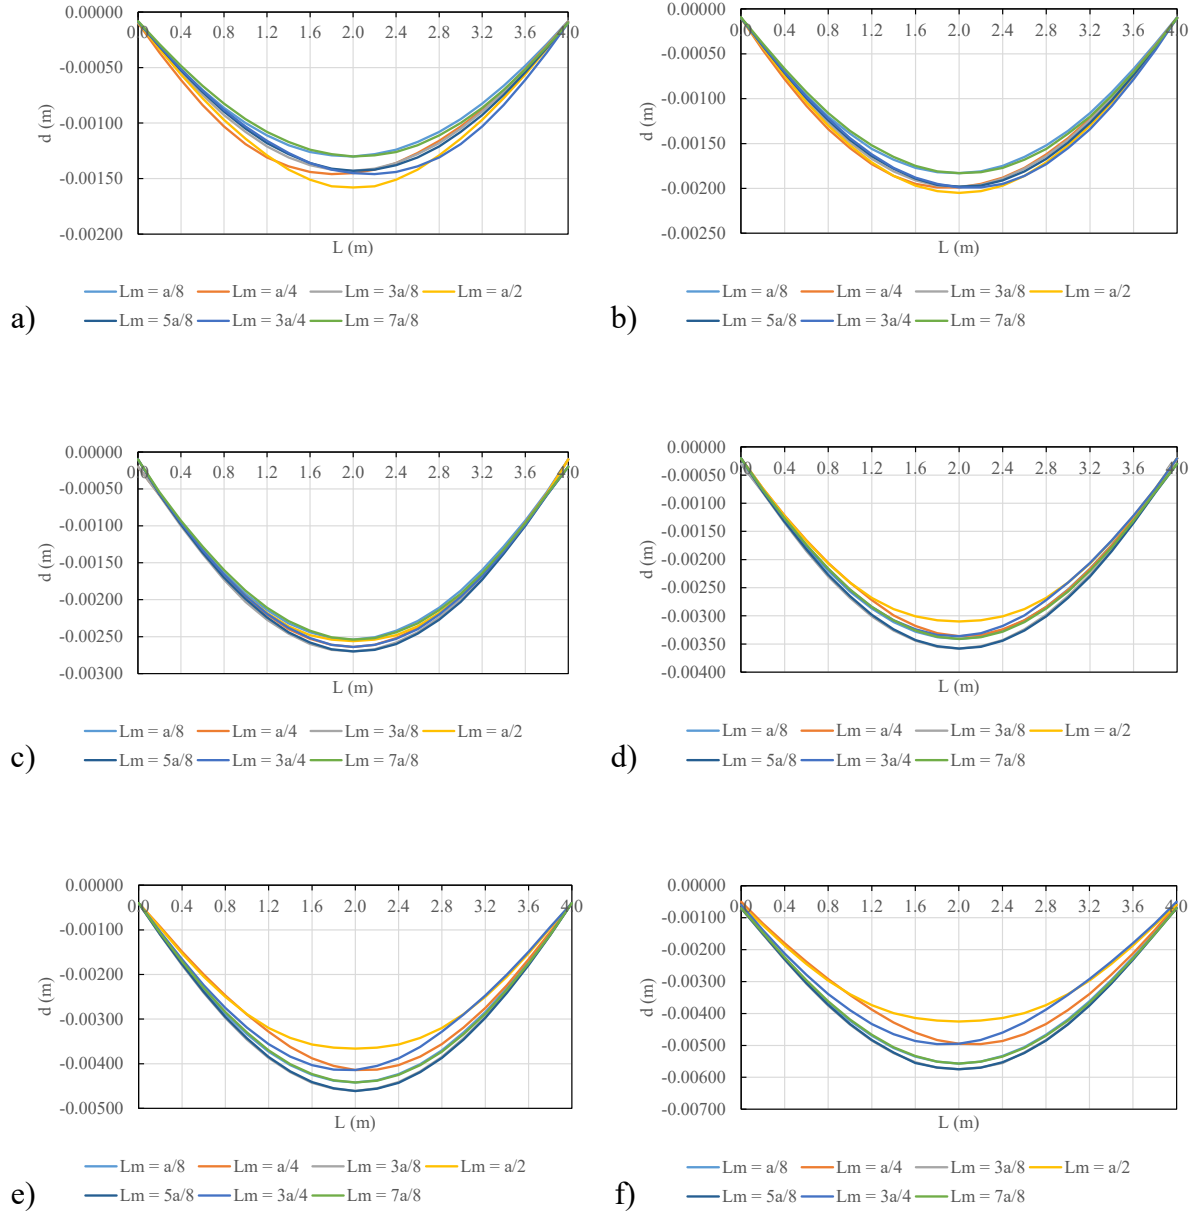 0.00000
0.0 0.4 0.8 1.2 1.6 2.0 2.4 2.8 3.2 3.6 4.0
-0.00050
-0.00100
-0.00150
-0.00200
d (m)
L (m)
Lm = a/8 Lm = a/4 Lm = 3a/8 Lm = a/2
Lm = 5a/8 Lm = 3a/4 Lm = 7a/8
a)
0.00000
0.0 0.4 0.8 1.2 1.6 2.0 2.4 2.8 3.2 3.6 4.0
-0.00050
-0.00100
-0.00150
-0.00200
-0.00250
d (m)
L (m)
Lm = a/8 Lm = a/4 Lm = 3a/8 Lm = a/2
Lm = 5a/8 Lm = 3a/4 Lm = 7a/8
b)
0.00000
0.0 0.4 0.8 1.2 1.6 2.0 2.4 2.8 3.2 3.6 4.0
-0.00050
-0.00100
-0.00150
-0.00200
-0.00250
-0.00300
d (m)
L (m)
Lm = a/8 Lm = a/4 Lm = 3a/8 Lm = a/2
Lm = 5a/8 Lm = 3a/4 Lm = 7a/8
c)
0.00000
0.0 0.4 0.8 1.2 1.6 2.0 2.4 2.8 3.2 3.6 4.0
-0.00050
-0.00100
-0.00150
-0.00200
-0.00250
-0.00300
-0.00350
-0.00400
d (m)
L (m)
Lm = a/8 Lm = a/4 Lm = 3a/8 Lm = a/2
Lm = 5a/8 Lm = 3a/4 Lm = 7a/8
d)
0.00000
0.0 0.4 0.8 1.2 1.6 2.0 2.4 2.8 3.2 3.6 4.0
-0.00100
-0.00200
-0.00300
-0.00400
-0.00500
d (m)
L (m)
Lm = a/8 Lm = a/4 Lm = 3a/8 Lm = a/2
Lm = 5a/8 Lm = 3a/4 Lm = 7a/8
e)
0.00000
0.0 0.4 0.8 1.2 1.6 2.0 2.4 2.8 3.2 3.6 4.0
-0.00100
-0.00200
-0.00300
-0.00400
-0.00500
-0.00600
-0.00700
d (m)
L (m)
Lm = a/8 Lm = a/4 Lm = 3a/8 Lm = a/2
Lm = 5a/8 Lm = 3a/4 Lm = 7a/8
f)